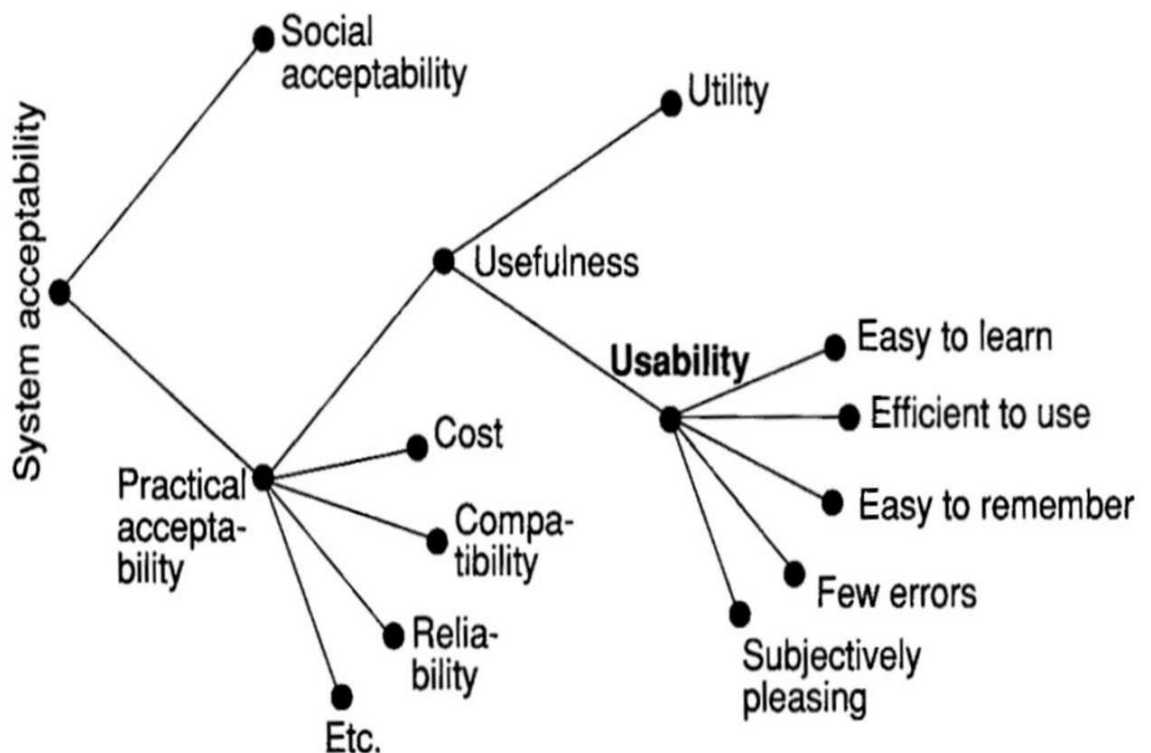 System acceptability
Social
acceptability
Utility
Usefulness
Usability
Easy to learn
Efficient to use
Easy to remember
Few errors
Subjectively
pleasing
Practical
accepta-
bility
Cost
Compa-
tibility
Relia-
bility
Etc.